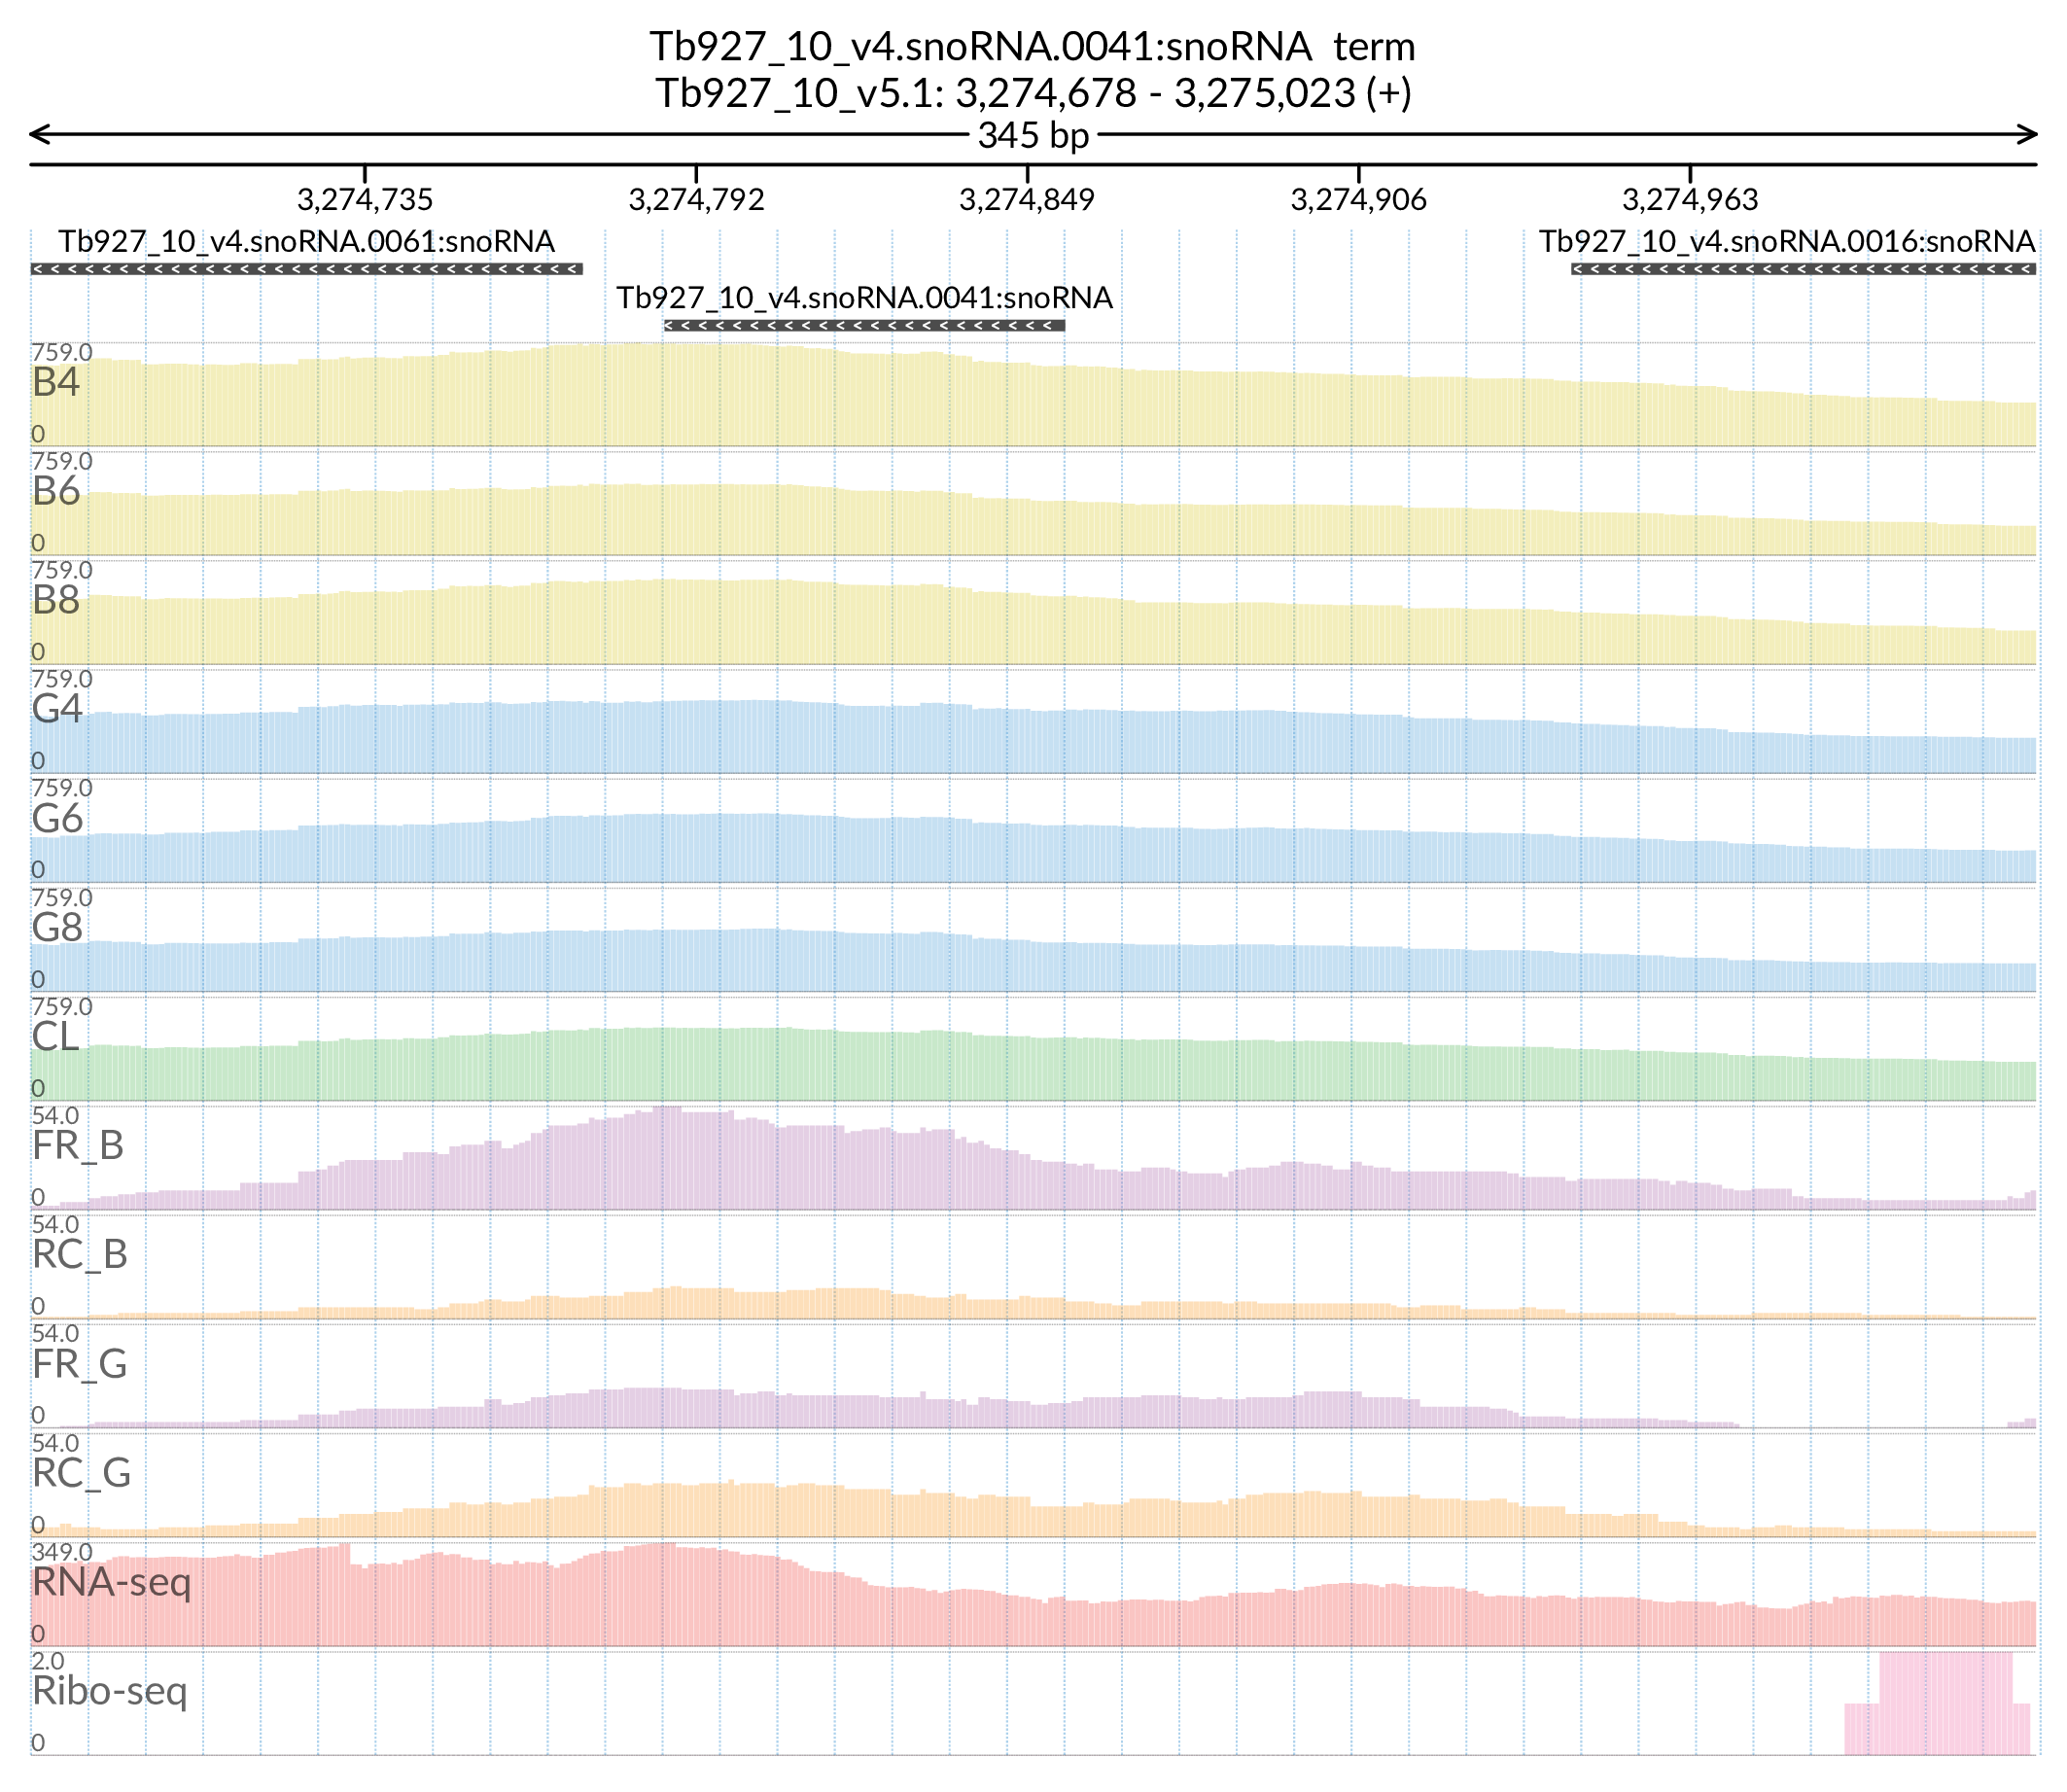 Tb927_10_v4.snoRNA.0041:snoRNA term
Tb927_10_v5.1: 3,274,678 - 3,275,023 (+)
345 bp
3,274,735 3,274,792 3,274,849 3,274,906 3,274,963
Tb927_10_v4.snoRNA.0061:snoRNA Tb927_10_v4.snoRNA.0016:snoRNA
Tb927_10_v4.snoRNA.0041:snoRNA
759.0
B4
0
759.0
B6
0
759.0
B8
0
759.0
G4
0
759.0
G6
0
759.0
G8
0
759.0
CL
0
54.0
FR_B
0
54.0
RC_B
0
54.0
FR_G
0
54.0
RC_G
0
349.0
RNA-seq
0
2.0
Ribo-seq
0